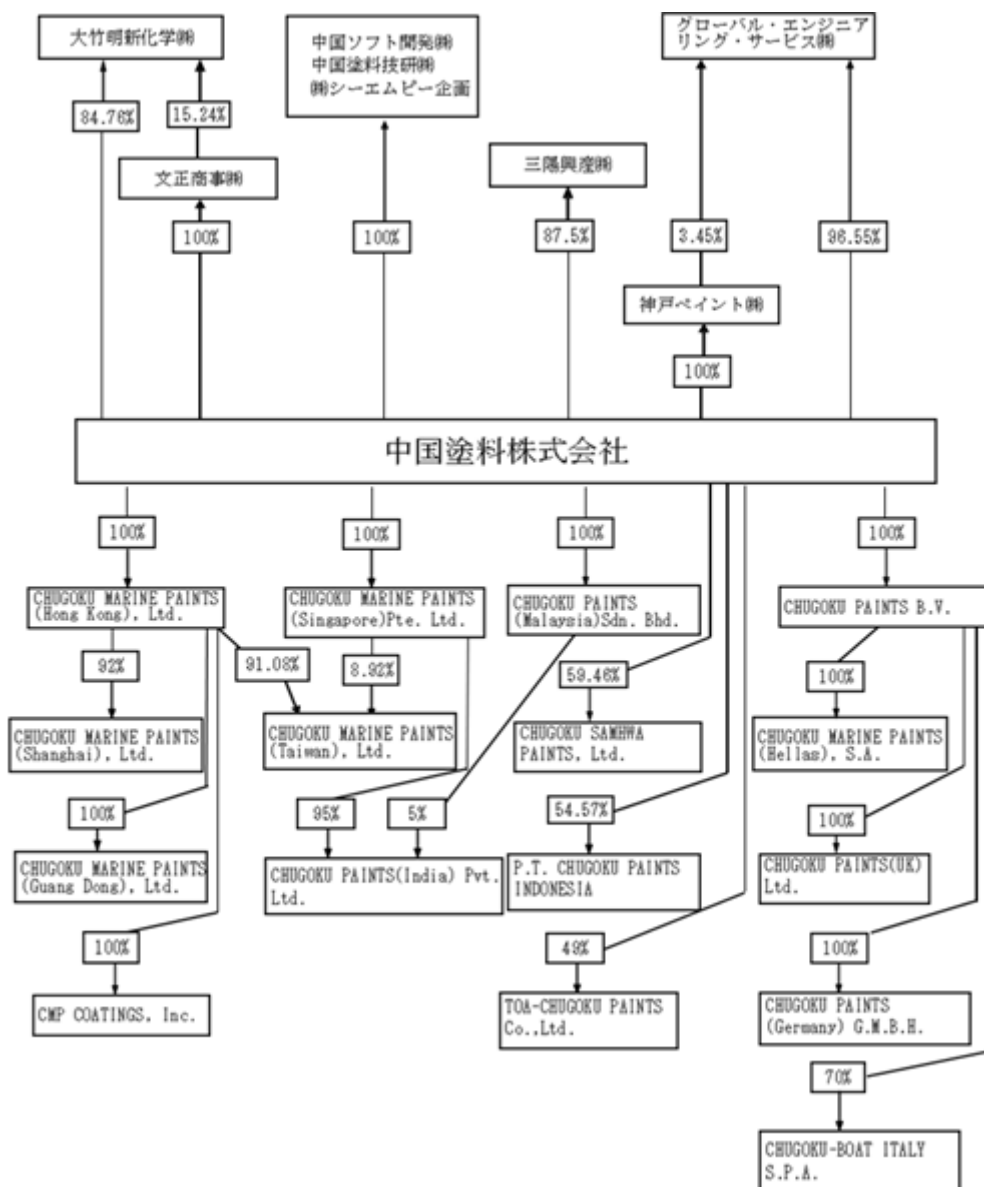 大竹明新化学㈱
中国ソフト開発㈱
中国塗料技研㈱
㈱シーエムピー企画
グローバル・エンジニア
リング・サービス㈱
84.76%
15.24%
文正商事㈱
三陽興産㈱
100%
100%
87.5%
3.45%
96.55%
神戸ペイント㈱
100%
中国塗料株式会社
100%
100%
100%
100%
CHUGOKU MARINE PAINTS
(Hong Kong), Ltd.
CHUGOKU MARINE PAINTS
(Singapore)Pte. Ltd.
CHUGOKU PAINTS
(Malaysia)Sdn. Bhd.
CHUGOKU PAINTS B.V.
92%
91.08%
8.92%
59.46%
100%
CHUGOKU MARINE PAINTS
(Shanghai), Ltd.
CHUGOKU MARINE PAINTS
(Taiwan), Ltd.
CHUGOKU SAMHWA
PAINTS, Ltd.
CHUGOKU MARINE PAINTS
(Hellas), S.A.
100%
95%
5%
54.57%
100%
CHUGOKU MARINE PAINTS
(Guang Dong), Ltd.
CHUGOKU PAINTS(India) Pvt.
Ltd.
P.T. CHUGOKU PAINTS
INDONESIA
CHUGOKU PAINTS(UK)
Ltd.
100%
49%
100%
CMP COATINGS, Inc.
TOA-CHUGOKU PAINTS
Co.,Ltd.
CHUGOKU PAINTS
(Germany) G.M.B.H.
70%
CHUGOKU-BOAT ITALY
S.P.A.